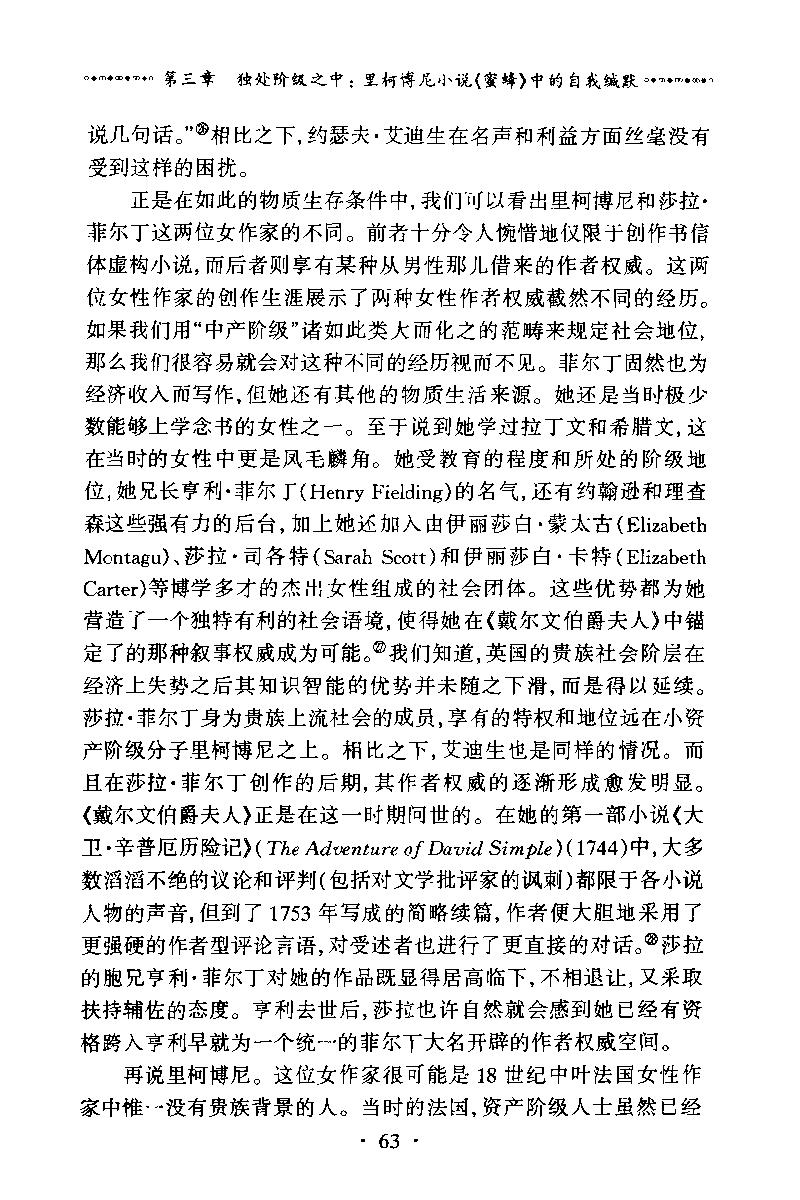 第三章 独处阶级之中：里柯博尼小说《蜜蜂》中的自我缄默
说几句话。”㉖相比之下,约瑟夫·艾迪生在名声和利益方面丝毫没有
受到这样的困扰。
正是在如此的物质生存条件中,我们可以看出里柯博尼和莎拉·
菲尔丁这两位女作家的不同。前者十分令人惋惜地仅限于创作书信
体虚构小说,而后者则享有某种从男性那儿借来的作者权威。这两
位女性作家的创作生涯展示了两种女性作者权威截然不同的经历。
如果我们用“中产阶级”诸如此类大而化之的范畴来规定社会地位,
那么我们很容易就会对这种不同的经历视而不见。菲尔丁固然也为
经济收入而写作,但她还有其他的物质生活来源。她还是当时极少
数能够上学念书的女性之一。至于说到她学过拉丁文和希腊文,这
在当时的女性中更是凤毛麟角。她受教育的程度和所处的阶级地
位,她兄长亨利·菲尔丁(Henry Fielding)的名气,还有约翰逊和理查
森这些强有力的后台,加上她还加入由伊丽莎白·蒙太古(Elizabeth
Montagu)、莎拉·司各特(Sarah Scott)和伊丽莎白·卡特(Elizabeth
Carter)等博学多才的杰出女性组成的社会团体。这些优势都为她
营造了一个独特有利的社会语境,使得她在《戴尔文伯爵夫人》中锚
定了的那种叙事权威成为可能。㉗我们知道,英国的贵族社会阶层在
经济上失势之后其知识智能的优势并未随之下滑,而是得以延续。
莎拉·菲尔丁身为贵族上流社会的成员,享有的特权和地位远在小资
产阶级分子里柯博尼之上。相比之下,艾迪生也是同样的情况。而
且在莎拉·菲尔丁创作的后期,其作者权威的逐渐形成愈发明显。
《戴尔文伯爵夫人》正是在这一时期问世的。在她的第一部小说《大
卫·辛普厄历险记》(The Adventure of David Simple)(1744)中,大多
数滔滔不绝的议论和评判(包括对文学批评家的讽刺)都限于各小说
人物的声音,但到了 1753 年写成的简略续篇,作者便大胆地采用了
更强硬的作者型评论言语,对受述者也进行了更直接的对话。㉘莎拉
的胞兄亨利·菲尔丁对她的作品既显得居高临下,不相退让,又采取
扶持辅佐的态度。亨利去世后,莎拉也许自然就会感到她已经有资
格跨入亨利早就为一个统一的菲尔丁大名开辟的作者权威空间。
再说里柯博尼。这位女作家很可能是 18 世纪中叶法国女性作
家中惟一没有贵族背景的人。当时的法国,资产阶级人士虽然已经
· 63 ·